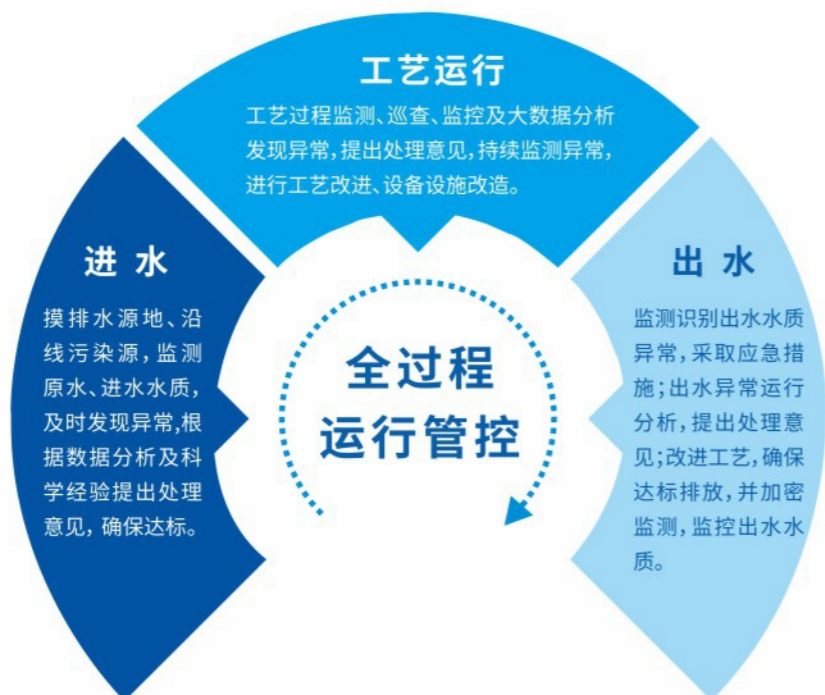 工艺运行
工艺过程监测、巡查、监控及大数据分析
发现异常,提出处理意见,持续监测异常,
进行工艺改进、设备设施改造。
进 水
摸排水源地、沿
线污染源,监测
原水、进水水质,
及时发现异常,根
据数据分析及科
学经验提出处理
意见,确保达标。
全过程
运行管控
出 水
监测识别出水水质
异常,采取应急措
施;出水异常运行
分析,提出处理意
见;改进工艺,确保
达标排放,并加密
监测,监控出水水
质。